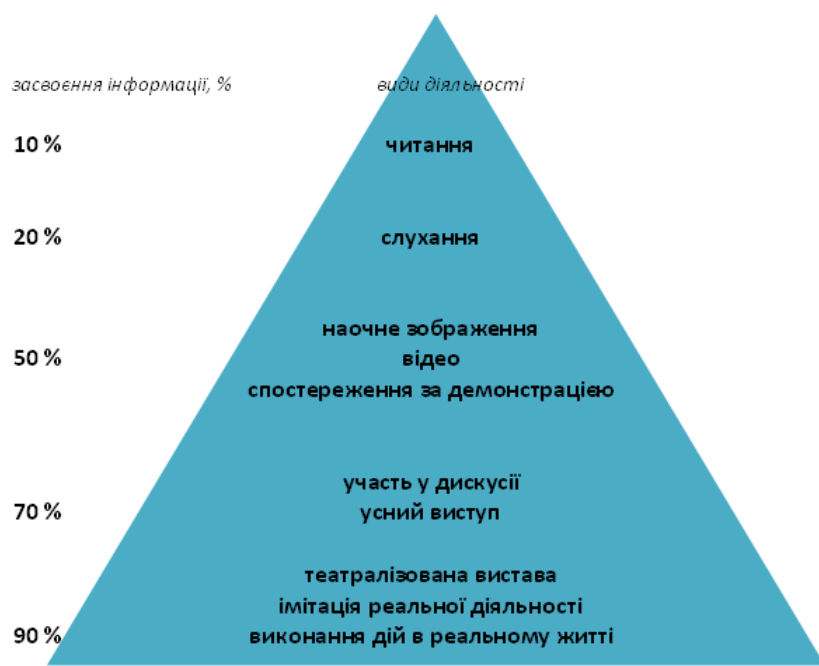 засвоєння інформації, % види діяльності
10 % читання
20 % слухання
наочне зображення
50 % відео
спостереження за демонстрацією
участь у дискусії
70 % усний виступ
театралізована вистава
імітація реальної діяльності
90 % виконання дій в реальному житті